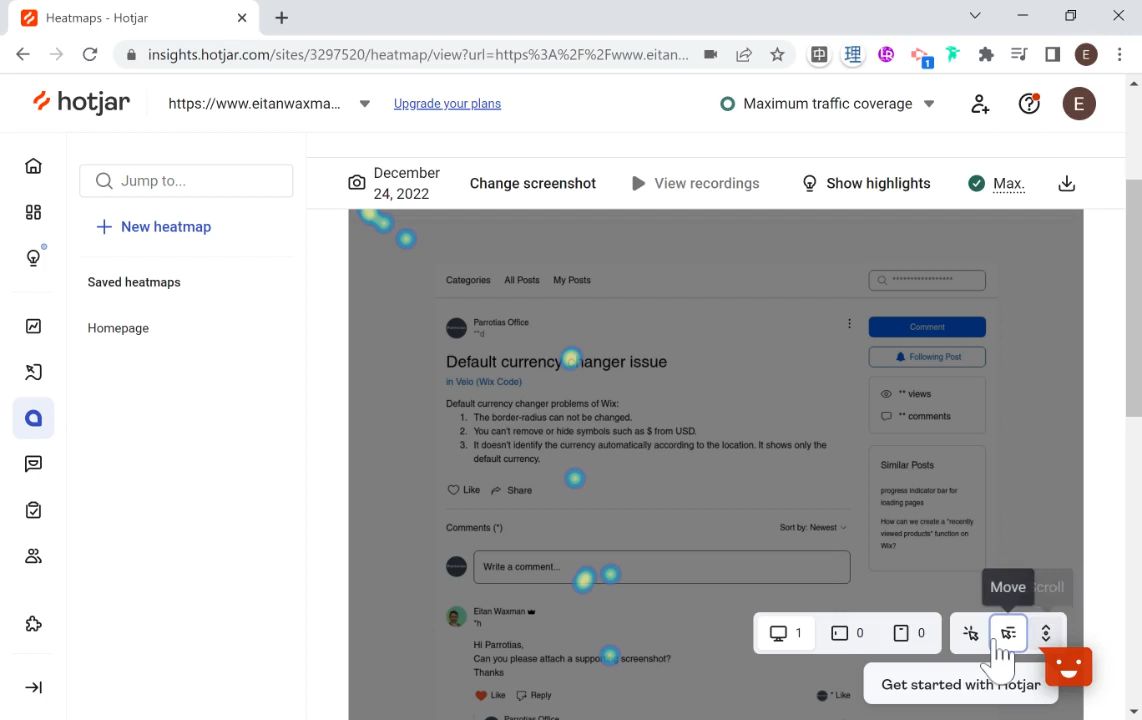 Heatmaps - Hotjar
insights.hotjar.com/sites/3297520/heatmap/view?url=https%3A%2F%2Fwww.eitan...
1
hotjar
https://www.eitanwaxma...
Upgrade your plans
Maximum traffic coverage
E
Jump to...
New heatmap
Saved heatmaps
Homepage
December
24, 2022
Change screenshot
View recordings
Show highlights
Max.
Categories
All Posts
My Posts
*****************
Parrotias Office
**d
Comment
Following Post
Default currency changer issue
in Velo (Wix Code)
** views
** comments
Default currency changer problems of Wix:
1. The border-radius can not be changed.
2. You can't remove or hide symbols such as $ from USD.
3. It doesn't identify the currency automatically according to the location. It shows only the
default currency.
Similar Posts
progress indicator bar for
loading pages
How can we create a "recently
viewed products" function on
Wix?
Like
Share
Comments (*)
Sort by: Newest
Write a comment...
Eitan Waxman
*h
Hi Parrotias,
Can you please attach a screenshot?
Thanks
Like
Reply
* Like
Parrotias Office
Move
Scroll
1
0
0
Get started with Hotjar